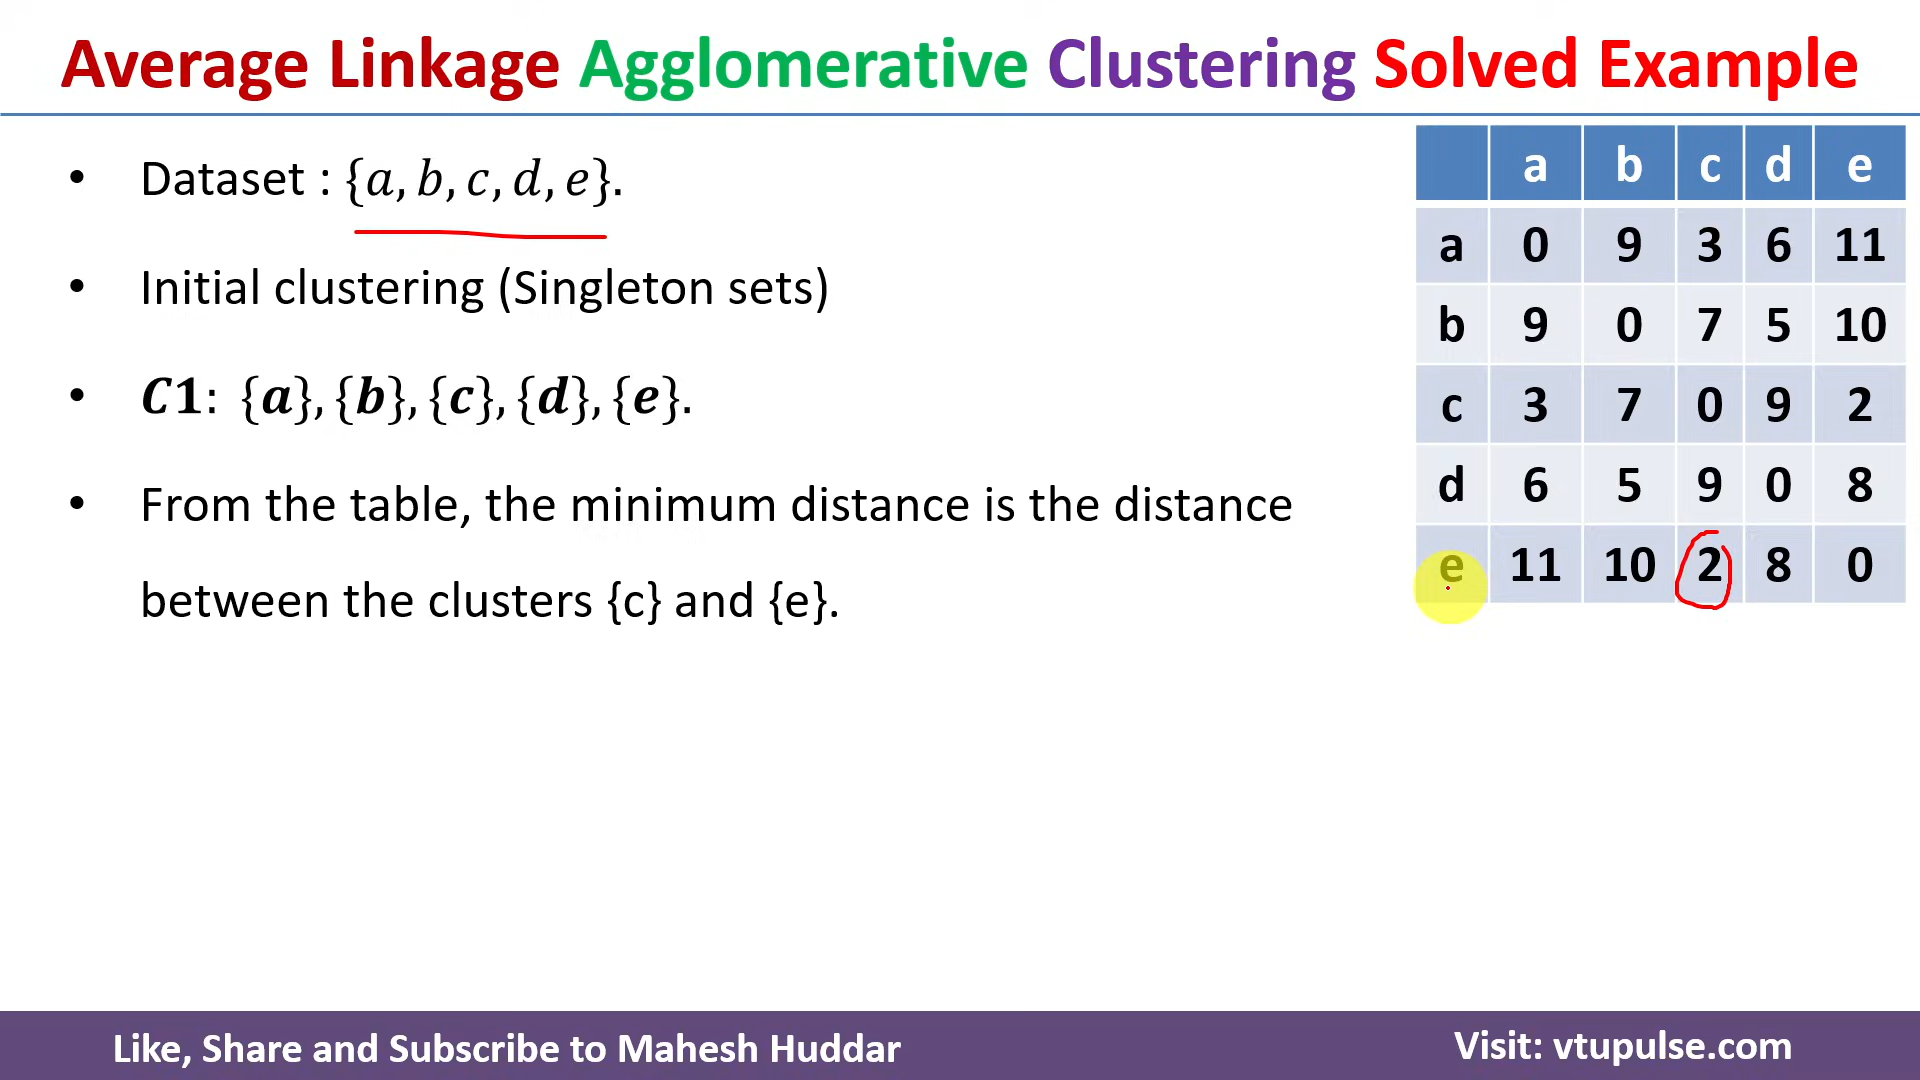 Average Linkage Agglomerative Clustering Solved Example
• Dataset : {a, b, c, d, e}.
• Initial clustering (Singleton sets)
• C1: {a}, {b}, {c}, {d}, {e}.
• From the table, the minimum distance is the distance
between the clusters {c} and {e}.
a b c d e
a 0 9 3 6 11
b 9 0 7 5 10
c 3 7 0 9 2
d 6 5 9 0 8
e 11 10 2 8 0
Like, Share and Subscribe to Mahesh Huddar
Visit: vtupulse.com